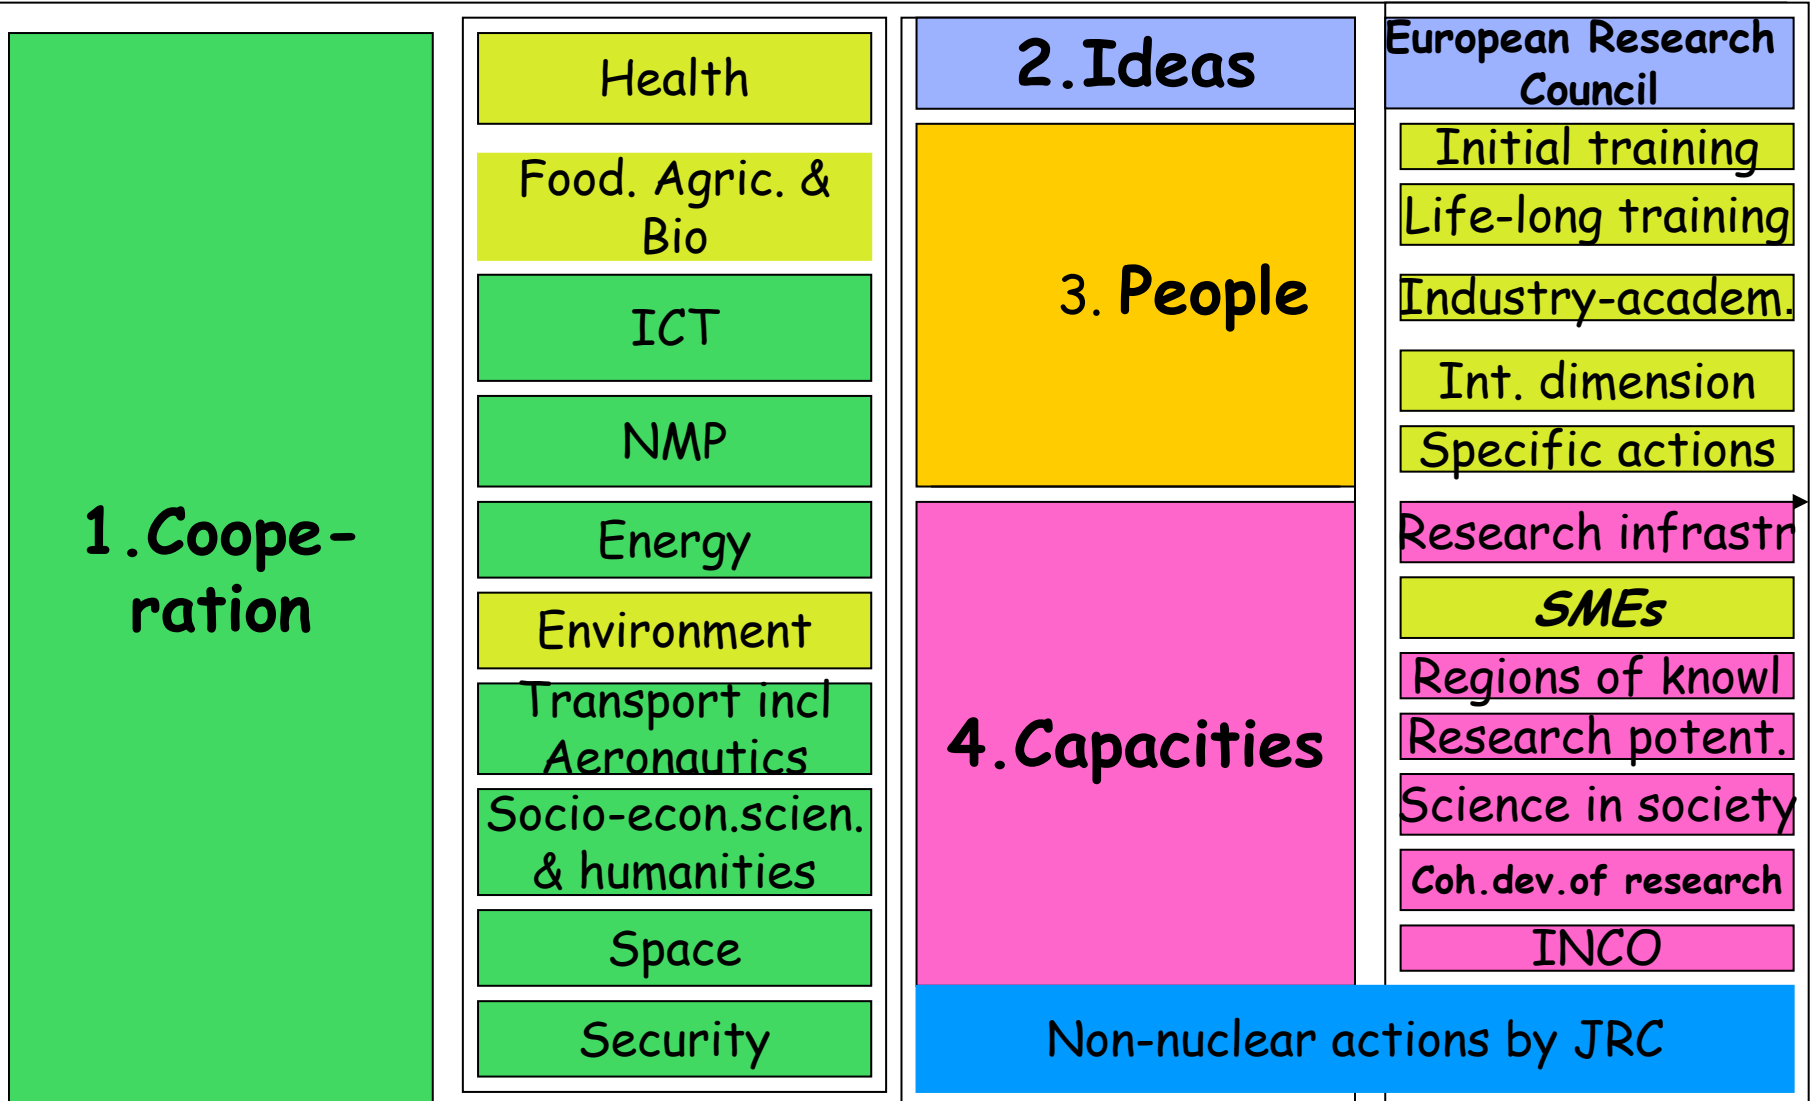 1.Coope-
ration
Health
Food. Agric. &
Bio
ICT
NMP
Energy
Environment
Transport incl
Aeronautics
Socio-econ.scien.
& humanities
Space
Security
2.Ideas
3. People
4.Capacities
European Research
Council
Initial training
Life-long training
Industry-academ.
Int. dimension
Specific actions
Research infrastr
SMEs
Regions of knowl
Research potent.
Science in society
Coh.dev.of research
INCO
Non-nuclear actions by JRC